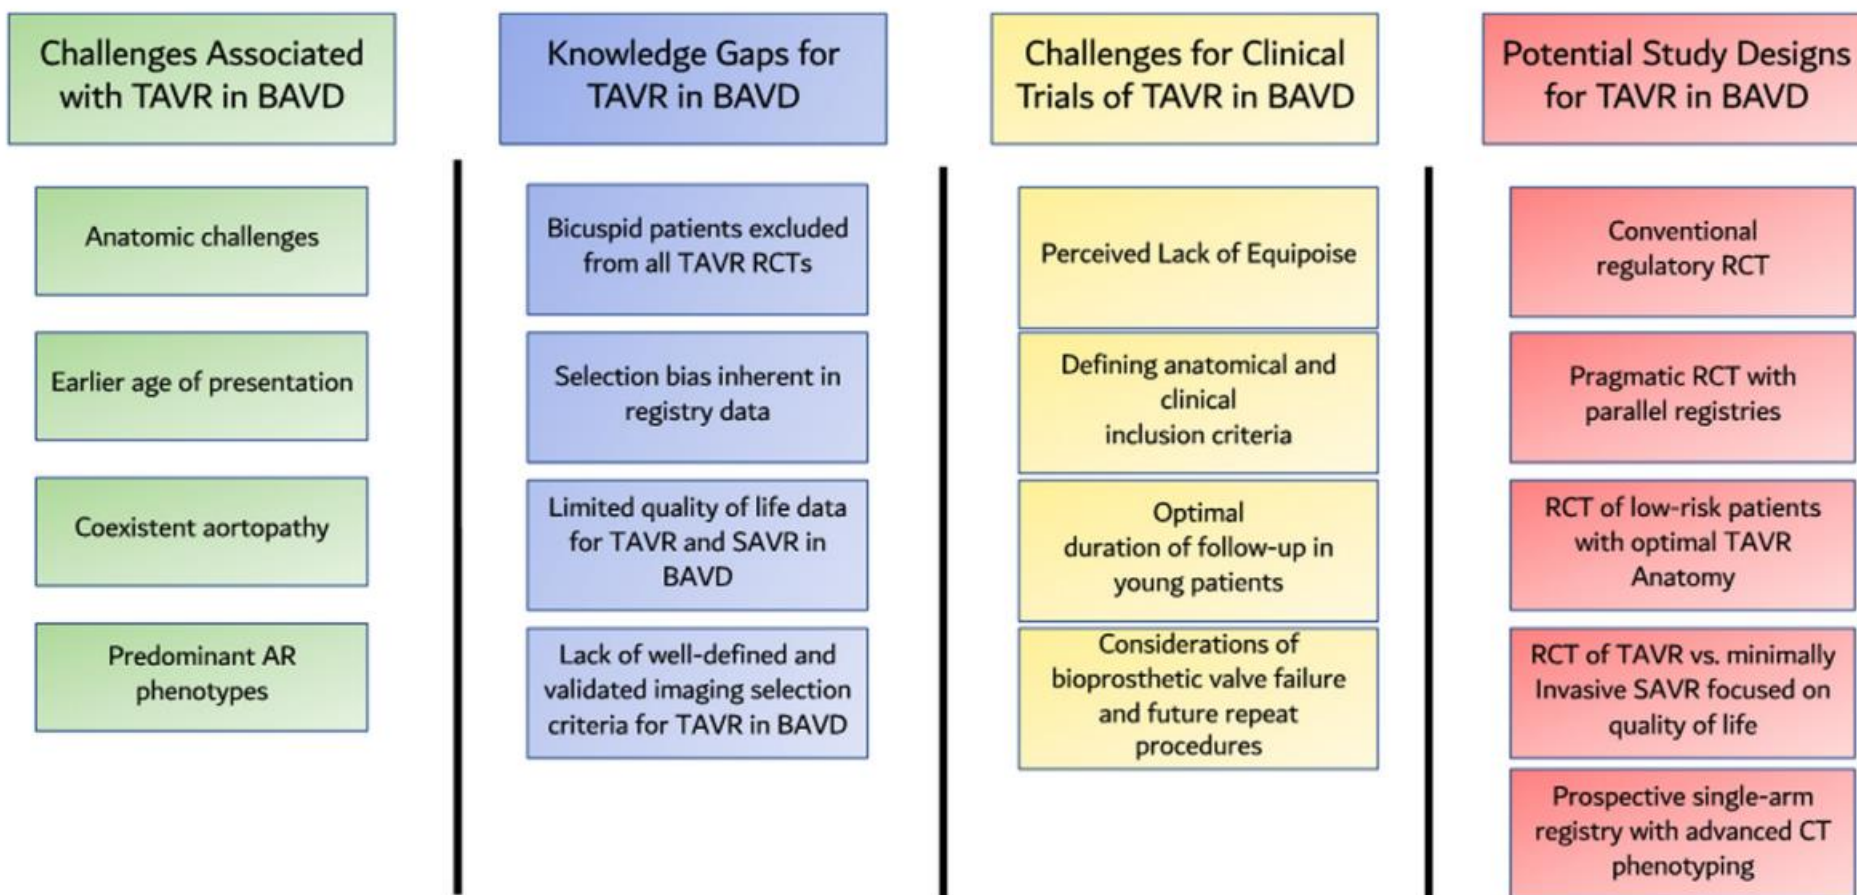 Challenges Associated
with TAVR in BAVD
Anatomic challenges
Earlier age of presentation
Coexistent aortopathy
Predominant AR
phenotypes
Knowledge Gaps for
TAVR in BAVD
Bicuspid patients excluded
from all TAVR RCTs
Selection bias inherent in
registry data
Limited quality of life data
for TAVR and SAVR in
BAVD
Lack of well-defined and
validated imaging selection
criteria for TAVR in BAVD
Challenges for Clinical
Trials of TAVR in BAVD
Perceived Lack of Equipoise
Defining anatomical and
clinical
inclusion criteria
Optimal
duration of follow-up in
young patients
Considerations of
bioprosthetic valve failure
and future repeat
procedures
Potential Study Designs
for TAVR in BAVD
Conventional
regulatory RCT
Pragmatic RCT with
parallel registries
RCT of low-risk patients
with optimal TAVR
Anatomy
RCT of TAVR vs. minimally
Invasive SAVR focused on
quality of life
Prospective single-arm
registry with advanced CT
phenotyping